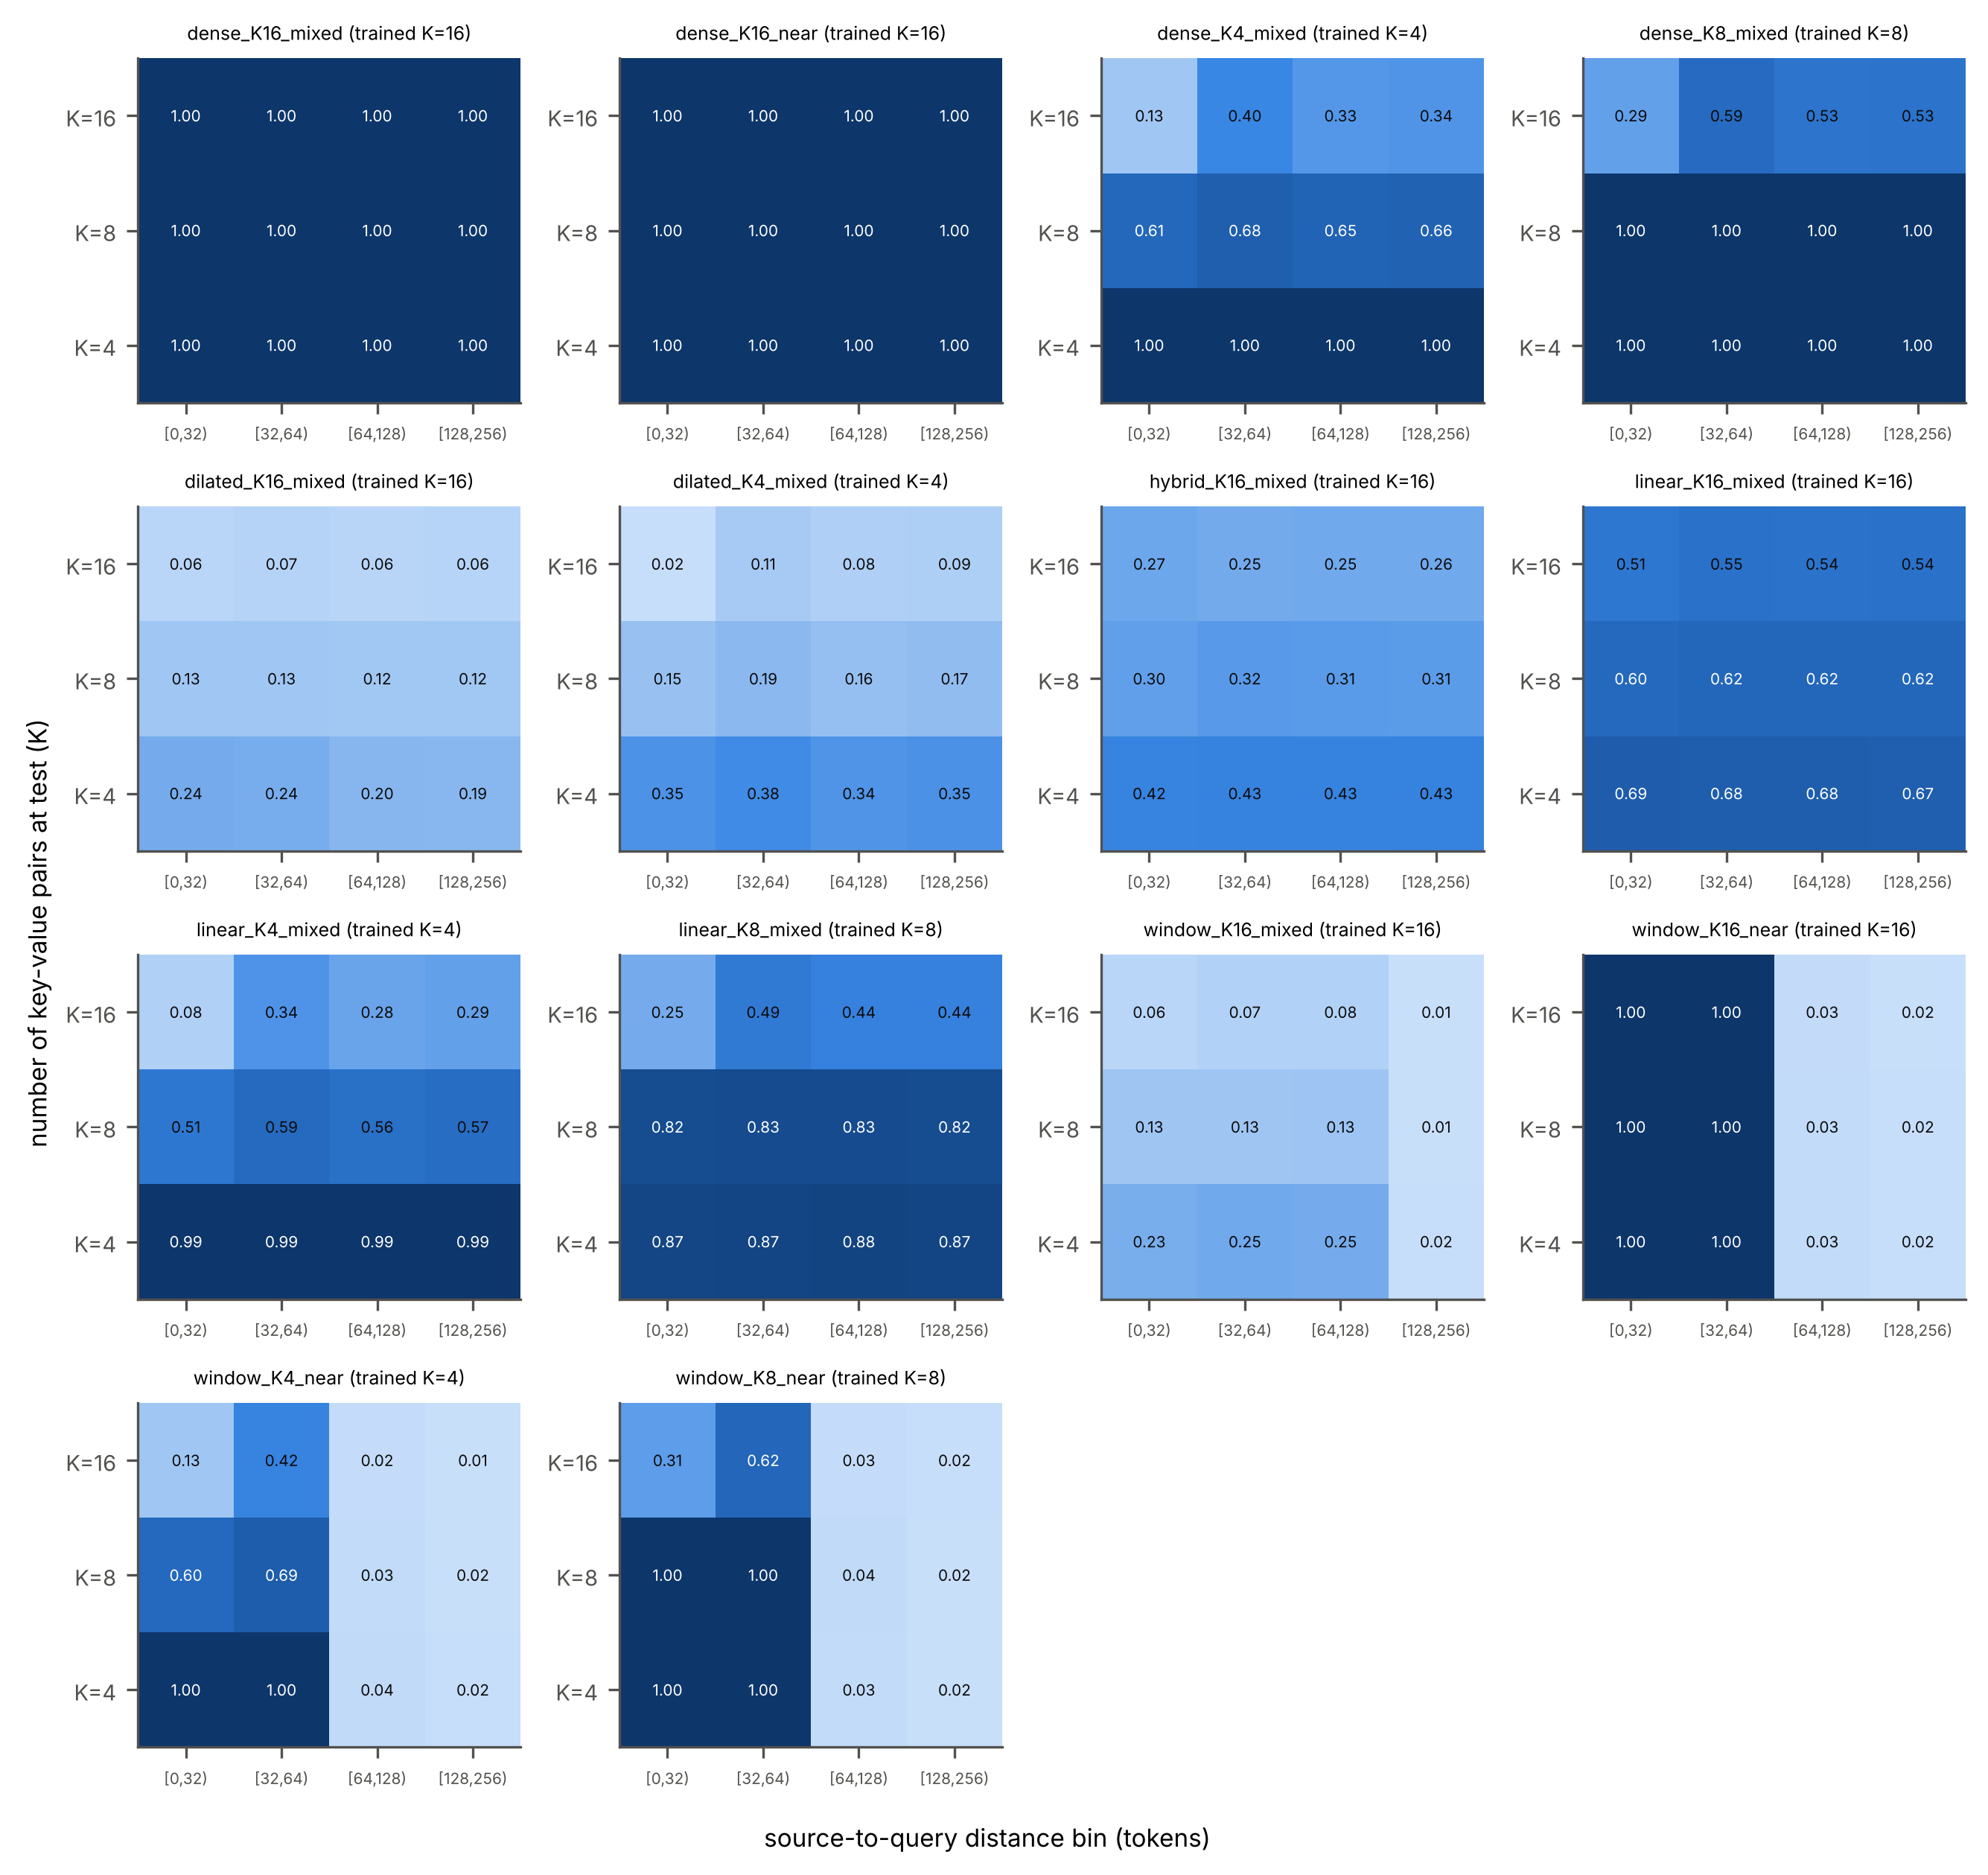 dense_K16_mixed (trained K=16)
K=16 1.00 1.00 1.00 1.00
K=8 1.00 1.00 1.00 1.00
K=4 1.00 1.00 1.00 1.00
[0,32) [32,64) [64,128) [128,256)
dense_K16_near (trained K=16)
K=16 1.00 1.00 1.00 1.00
K=8 1.00 1.00 1.00 1.00
K=4 1.00 1.00 1.00 1.00
[0,32) [32,64) [64,128) [128,256)
dense_K4_mixed (trained K=4)
K=16 0.13 0.40 0.33 0.34
K=8 0.61 0.68 0.65 0.66
K=4 1.00 1.00 1.00 1.00
[0,32) [32,64) [64,128) [128,256)
dense_K8_mixed (trained K=8)
K=16 0.29 0.59 0.53 0.53
K=8 1.00 1.00 1.00 1.00
K=4 1.00 1.00 1.00 1.00
[0,32) [32,64) [64,128) [128,256)
dilated_K16_mixed (trained K=16)
K=16 0.06 0.07 0.06 0.06
K=8 0.13 0.13 0.12 0.12
K=4 0.24 0.24 0.20 0.19
[0,32) [32,64) [64,128) [128,256)
dilated_K4_mixed (trained K=4)
K=16 0.02 0.11 0.08 0.09
K=8 0.15 0.19 0.16 0.17
K=4 0.35 0.38 0.34 0.35
[0,32) [32,64) [64,128) [128,256)
hybrid_K16_mixed (trained K=16)
K=16 0.27 0.25 0.25 0.26
K=8 0.30 0.32 0.31 0.31
K=4 0.42 0.43 0.43 0.43
[0,32) [32,64) [64,128) [128,256)
linear_K16_mixed (trained K=16)
K=16 0.51 0.55 0.54 0.54
K=8 0.60 0.62 0.62 0.62
K=4 0.69 0.68 0.68 0.67
[0,32) [32,64) [64,128) [128,256)
number of key-value pairs at test (K)
linear_K4_mixed (trained K=4)
K=16 0.08 0.34 0.28 0.29
K=8 0.51 0.59 0.56 0.57
K=4 0.99 0.99 0.99 0.99
[0,32) [32,64) [64,128) [128,256)
linear_K8_mixed (trained K=8)
K=16 0.25 0.49 0.44 0.44
K=8 0.82 0.83 0.83 0.82
K=4 0.87 0.87 0.88 0.87
[0,32) [32,64) [64,128) [128,256)
window_K16_mixed (trained K=16)
K=16 0.06 0.07 0.08 0.01
K=8 0.13 0.13 0.13 0.01
K=4 0.23 0.25 0.25 0.02
[0,32) [32,64) [64,128) [128,256)
window_K16_near (trained K=16)
K=16 1.00 1.00 0.03 0.02
K=8 1.00 1.00 0.03 0.02
K=4 1.00 1.00 0.03 0.02
[0,32) [32,64) [64,128) [128,256)
window_K4_near (trained K=4)
K=16 0.13 0.42 0.02 0.01
K=8 0.60 0.69 0.03 0.02
K=4 1.00 1.00 0.04 0.02
[0,32) [32,64) [64,128) [128,256)
window_K8_near (trained K=8)
K=16 0.31 0.62 0.03 0.02
K=8 1.00 1.00 0.04 0.02
K=4 1.00 1.00 0.03 0.02
[0,32) [32,64) [64,128) [128,256)
source-to-query distance bin (tokens)